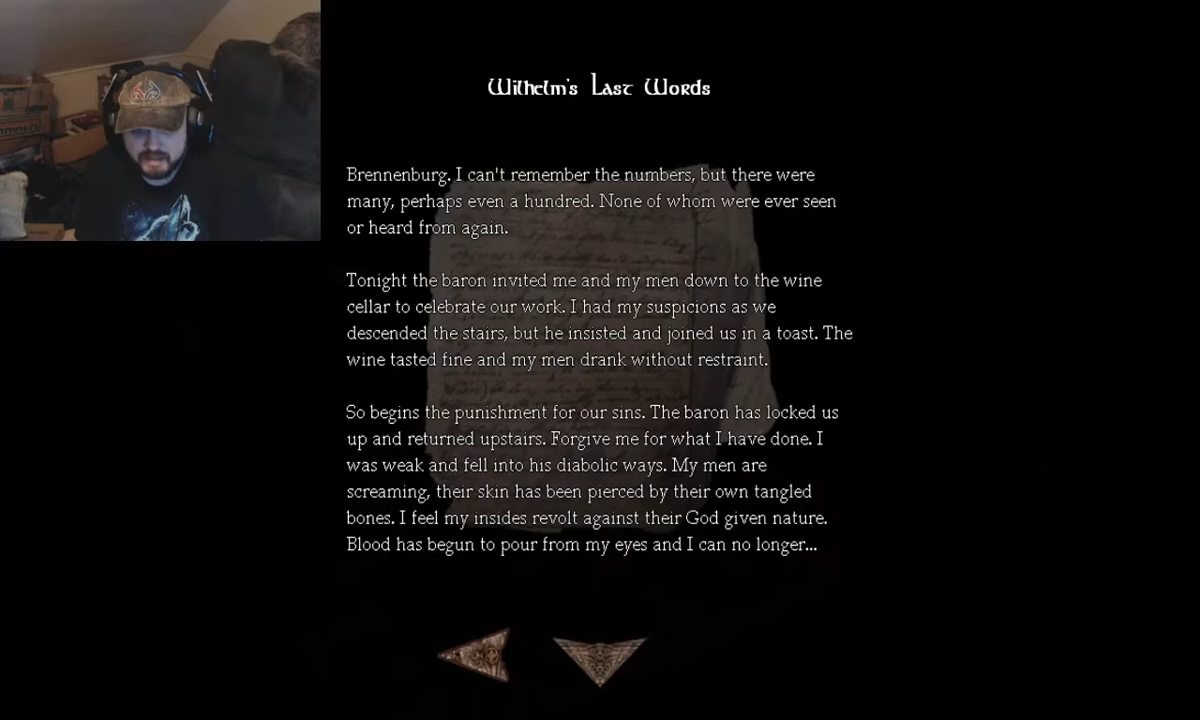 Wilhelm's Last Words
Brennenburg. I can't remember the numbers, but there were
many, perhaps even a hundred. None of whom were ever seen
or heard from again.
Tonight the baron invited me and my men down to the wine
cellar to celebrate our work. I had my suspicions as we
descended the stairs, but he insisted and joined us in a toast. The
wine tasted fine and my men drank without restraint.
So begins the punishment for our sins. The baron has locked us
up and returned upstairs. Forgive me for what I have done. I
was weak and fell into his diabolic ways. My men are
screaming, their skin has been pierced by their own tangled
bones. I feel my insides revolt against their God given nature.
Blood has begun to pour from my eyes and I can no longer...